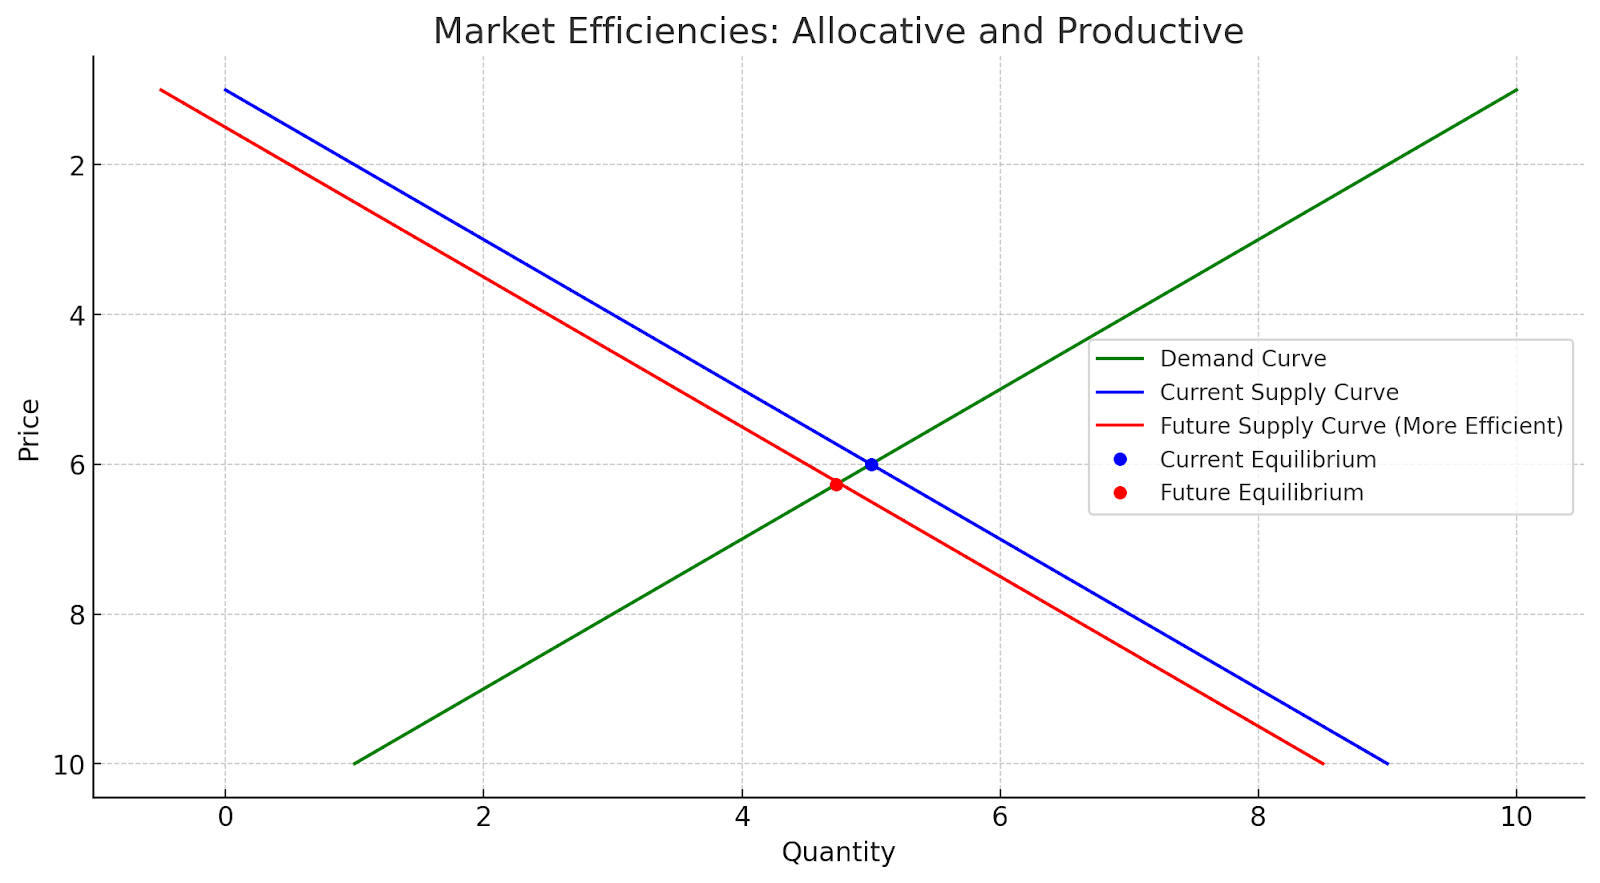 Market Efficiencies: Allocative and Productive
2
4
6
8
10
Price
Demand Curve
Current Supply Curve
Future Supply Curve (More Efficient)
Current Equilibrium
Future Equilibrium
0 2 4 6 8 10
Quantity